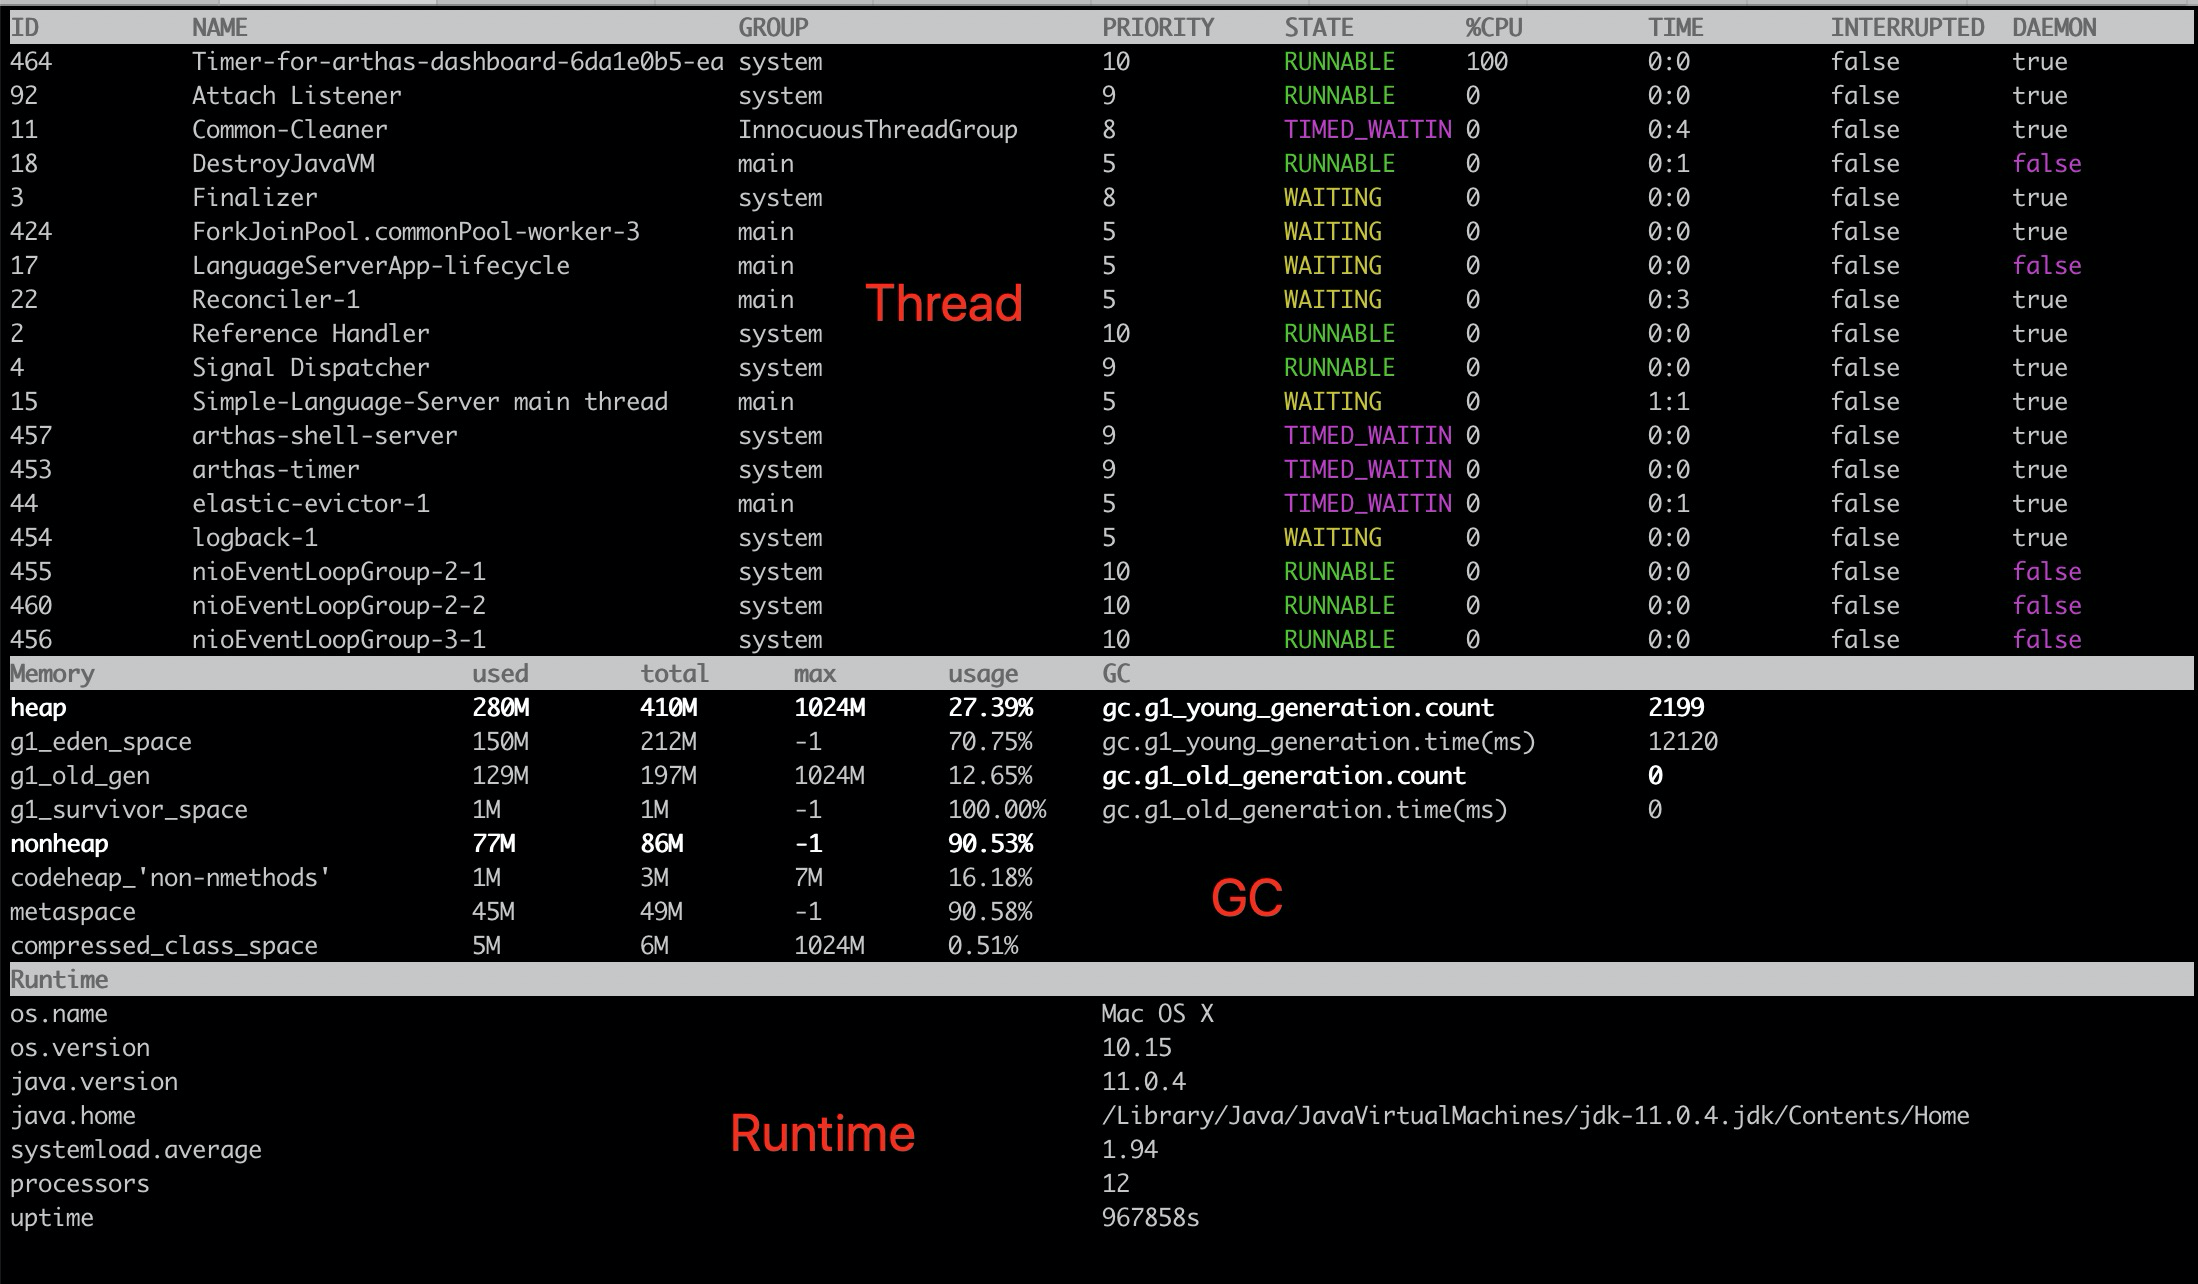 ID NAME GROUP PRIORITY STATE %CPU TIME INTERRUPTED DAEMON
464 Timer-for-arthas-dashboard-6da1e0b5-ea system 10 RUNNABLE 100 0:0 false true
92 Attach Listener system 9 RUNNABLE 0 0:0 false true
11 Common-Cleaner InnocuousThreadGroup 8 TIMED_WAITIN 0 0:4 false true
18 DestroyJavaVM main 5 RUNNABLE 0 0:1 false false
3 Finalizer system 8 WAITING 0 0:0 false true
424 ForkJoinPool.commonPool-worker-3 main 5 WAITING 0 0:0 false true
17 LanguageServerApp-lifecycle main 5 WAITING 0 0:0 false false
22 Reconciler-1 main 5 WAITING 0 0:3 false true
Thread
2 Reference Handler system 10 RUNNABLE 0 0:0 false true
4 Signal Dispatcher system 9 RUNNABLE 0 0:0 false true
15 Simple-Language-Server main thread main 5 WAITING 0 1:1 false true
457 arthas-shell-server system 9 TIMED_WAITIN 0 0:0 false true
453 arthas-timer system 9 TIMED_WAITIN 0 0:0 false true
44 elastic-evictor-1 main 5 TIMED_WAITIN 0 0:1 false true
454 logback-1 system 5 WAITING 0 0:0 false true
455 nioEventLoopGroup-2-1 system 10 RUNNABLE 0 0:0 false false
460 nioEventLoopGroup-2-2 system 10 RUNNABLE 0 0:0 false false
456 nioEventLoopGroup-3-1 system 10 RUNNABLE 0 0:0 false false
Memory used total max usage GC
heap 280M 410M 1024M 27.39% gc.g1_young_generation.count 2199
g1_eden_space 150M 212M -1 70.75% gc.g1_young_generation.time(ms) 12120
g1_old_gen 129M 197M 1024M 12.65% gc.g1_old_generation.count 0
g1_survivor_space 1M 1M -1 100.00% gc.g1_old_generation.time(ms) 0
nonheap 77M 86M -1 90.53%
codeheap_'non-nmethods' 1M 3M 7M 16.18%
GC
metaspace 45M 49M -1 90.58%
compressed_class_space 5M 6M 1024M 0.51%
Runtime
os.name Mac OS X
os.version 10.15
java.version 11.0.4
java.home /Library/Java/JavaVirtualMachines/jdk-11.0.4.jdk/Contents/Home
Runtime
systemload.average 1.94
processors 12
uptime 967858s